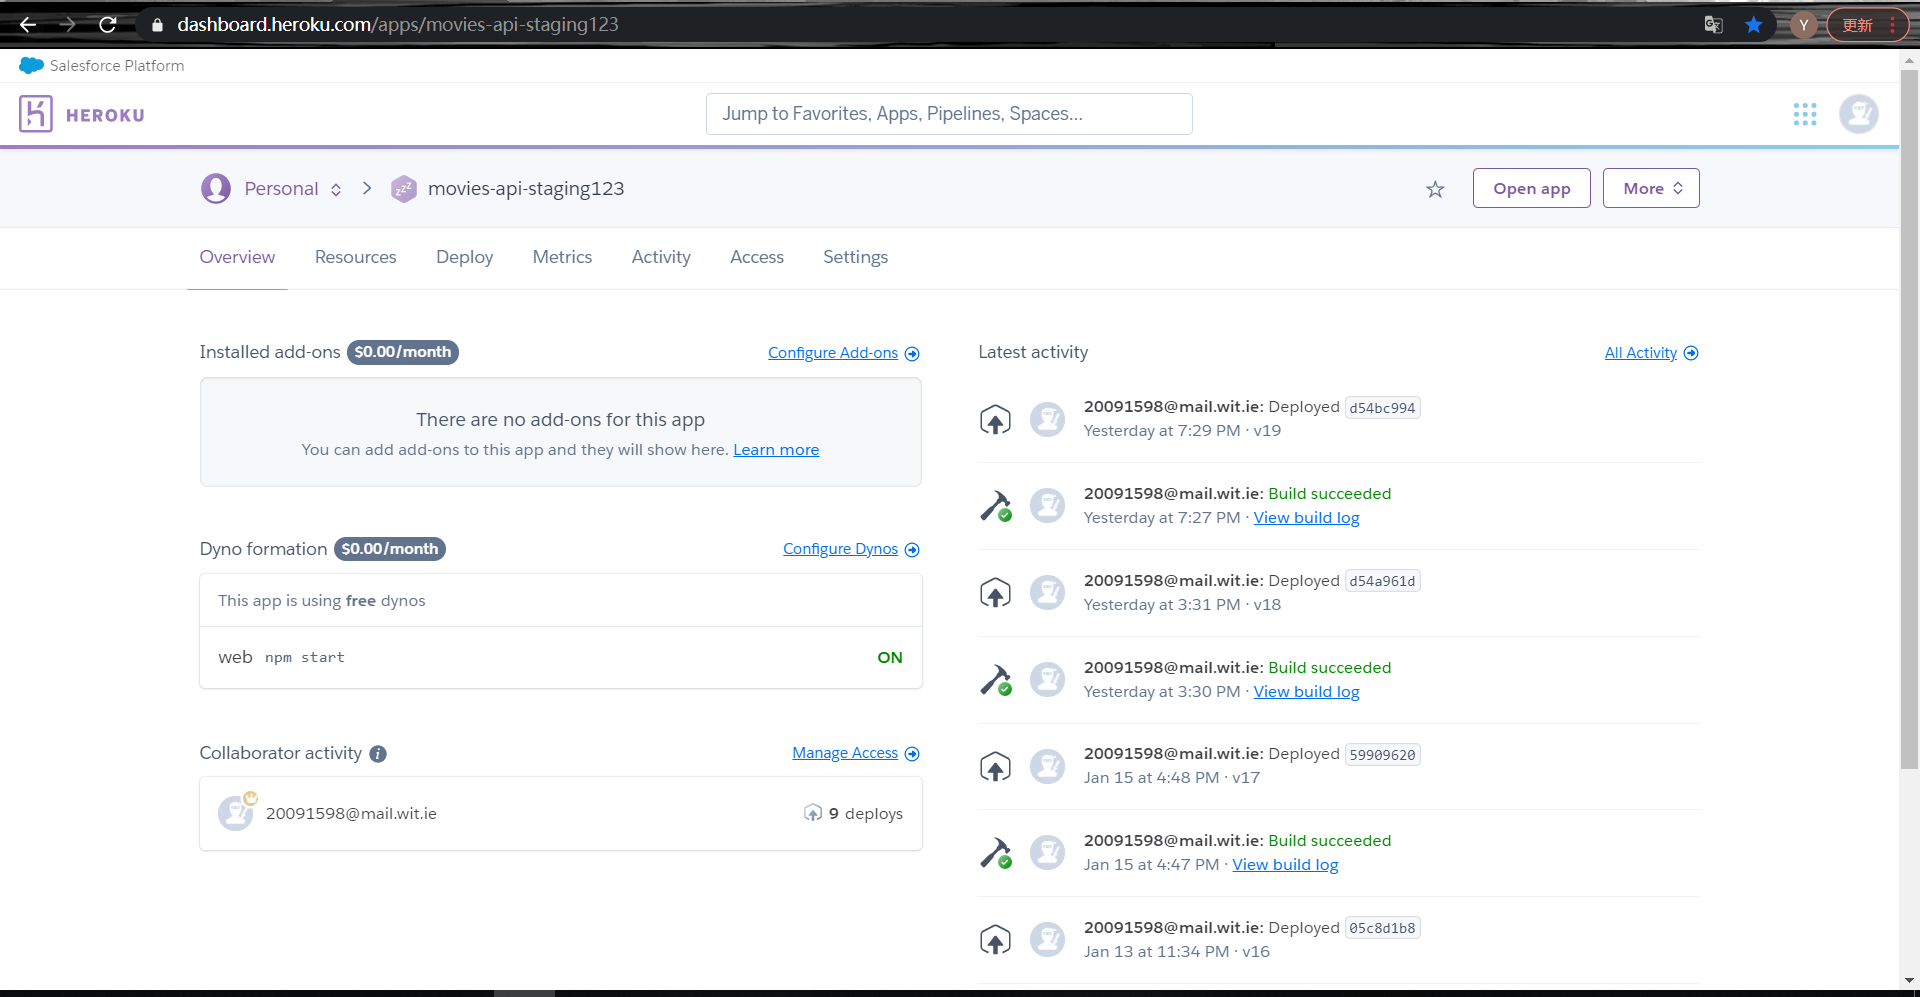 dashboard.heroku.com/apps/movies-api-staging123
Y
更新
Salesforce Platform
HEROKU
Jump to Favorites, Apps, Pipelines, Spaces...
Personal
zzz
movies-api-staging123
Open app
More
Overview
Resources
Deploy
Metrics
Activity
Access
Settings
Installed add-ons $0.00/month
Configure Add-ons
There are no add-ons for this app
You can add add-ons to this app and they will show here. Learn more
Dyno formation $0.00/month
Configure Dynos
This app is using free dynos
web npm start
ON
Collaborator activity
Manage Access
20091598@mail.wit.ie
9 deploys
Latest activity
All Activity
20091598@mail.wit.ie: Deployed d54bc994
Yesterday at 7:29 PM · v19
20091598@mail.wit.ie: Build succeeded
Yesterday at 7:27 PM · View build log
20091598@mail.wit.ie: Deployed d54a961d
Yesterday at 3:31 PM · v18
20091598@mail.wit.ie: Build succeeded
Yesterday at 3:30 PM · View build log
20091598@mail.wit.ie: Deployed 59909620
Jan 15 at 4:48 PM · v17
20091598@mail.wit.ie: Build succeeded
Jan 15 at 4:47 PM · View build log
20091598@mail.wit.ie: Deployed 05c8d1b8
Jan 13 at 11:34 PM · v16